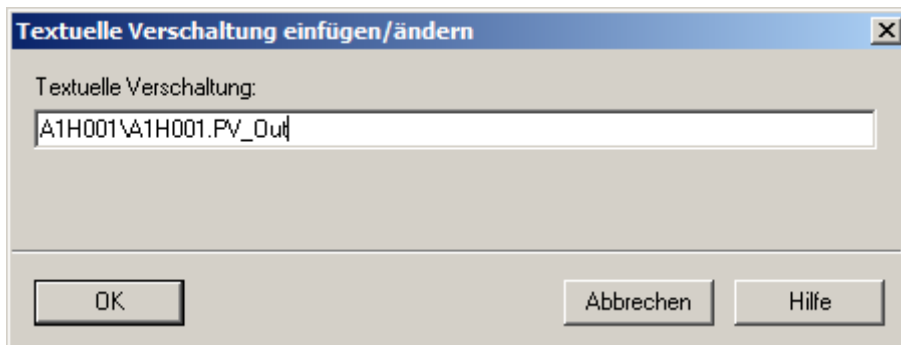 Textuelle Verschaltung einfügen/ändern
Textuelle Verschaltung:
A1H001\A1H001.PV_Out
OK
Abbrechen
Hilfe